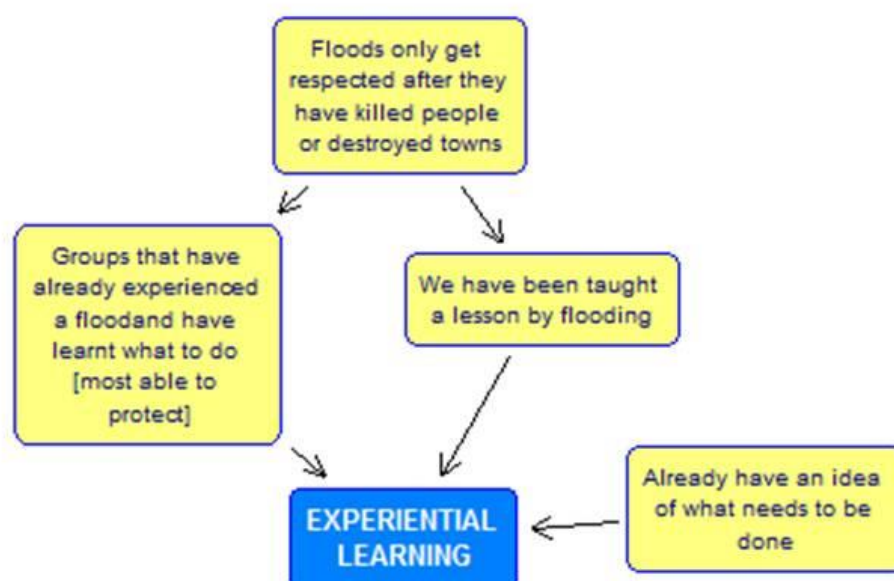 Floods only get
respected after they
have killed people
or destroyed towns
Groups that have
already experienced
a floodand have
learnt what to do
[most able to
protect]
We have been taught
a lesson by flooding
Already have an idea
of what needs to be
done
EXPERIENTIAL
LEARNING